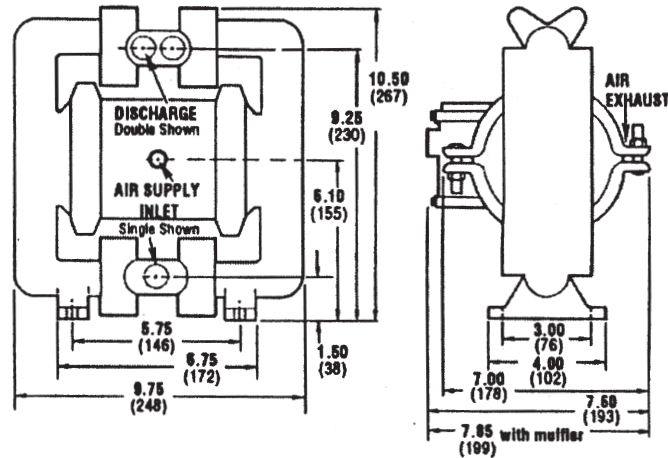 10.50
(267)
9.25
(230)
DISCHARGE
Double Shown
AIR SUPPLY
INLET
Single Shown
6.10
(155)
5.75
(146)
6.75
(172)
9.75
(248)
1.50
(38)
AIR
EXHAUST
3.00
(76)
4.00
(102)
7.00
(178)
7.60
(193)
7.85 with muffler
(199)